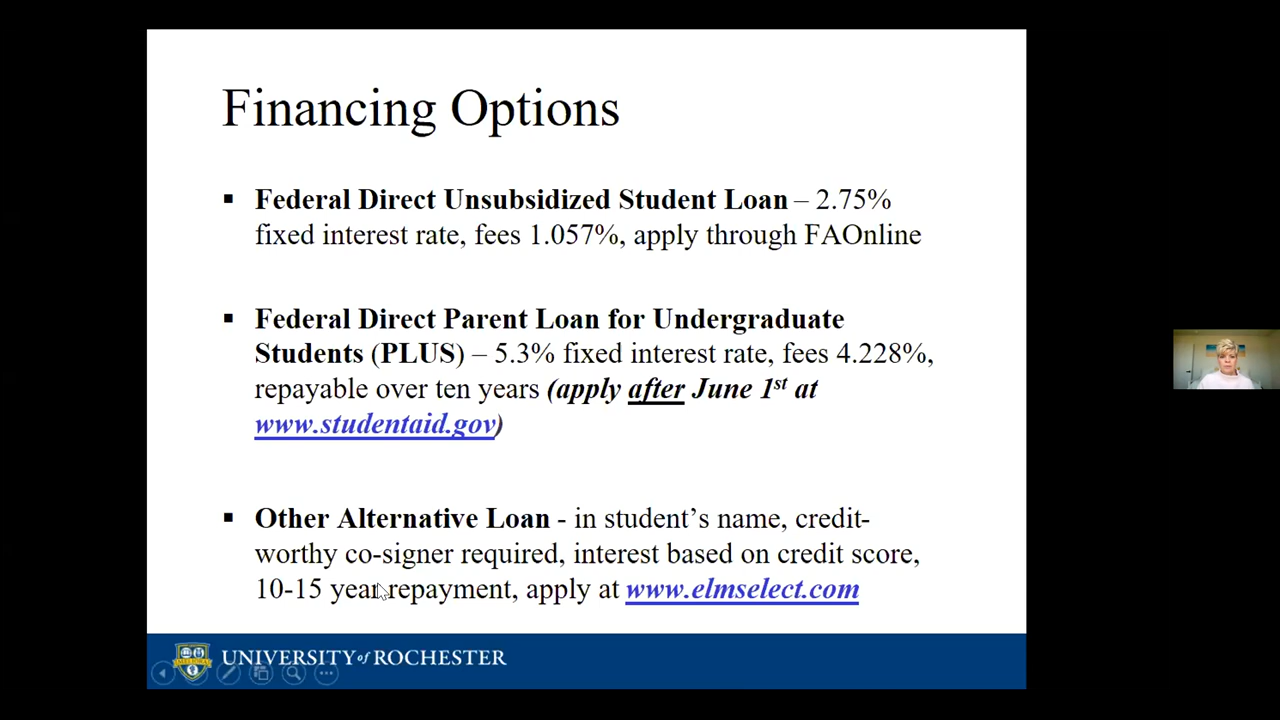 Financing Options
▪ Federal Direct Unsubsidized Student Loan – 2.75%
fixed interest rate, fees 1.057%, apply through FAOnline
▪ Federal Direct Parent Loan for Undergraduate
Students (PLUS) – 5.3% fixed interest rate, fees 4.228%,
repayable over ten years (apply after June 1st at
www.studentaid.gov)
▪ Other Alternative Loan - in student’s name, credit-
worthy co-signer required, interest based on credit score,
10-15 year repayment, apply at www.elmselect.com
UNIVERSITY of ROCHESTER